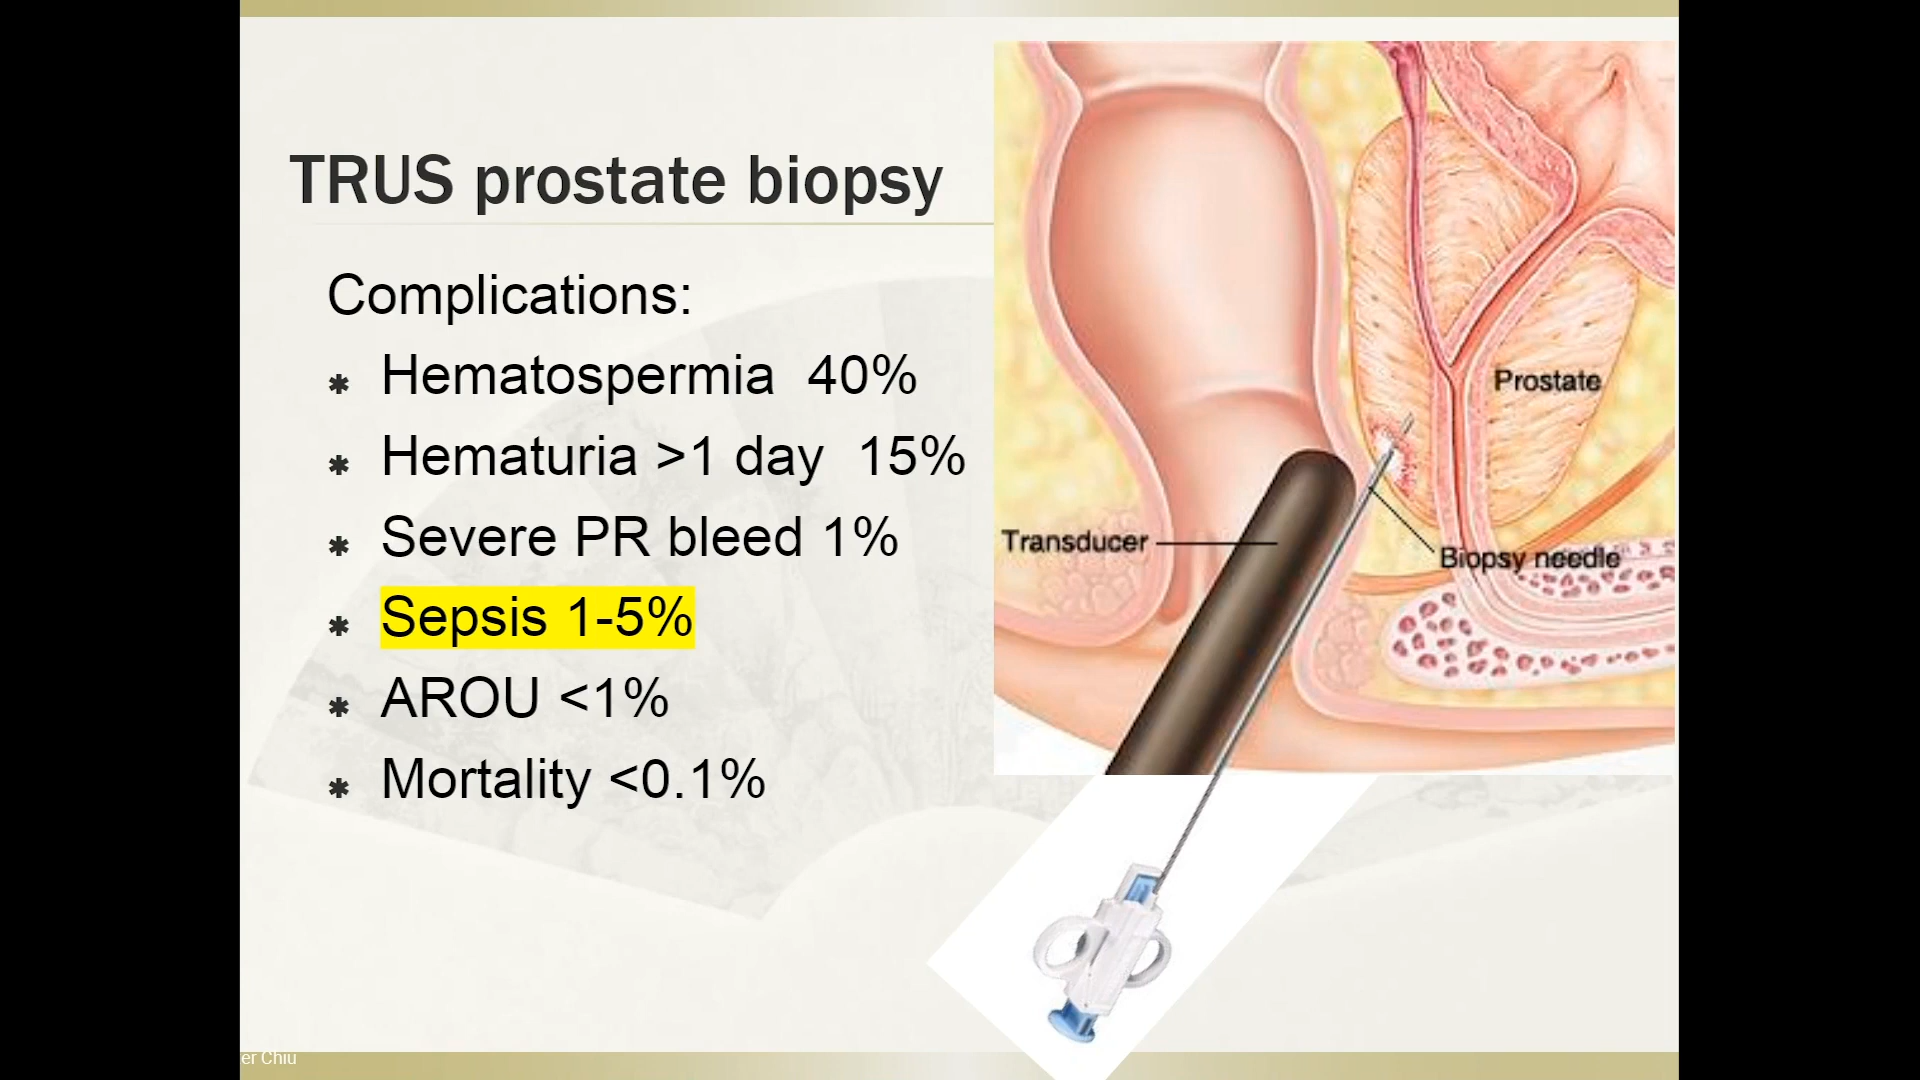 TRUS prostate biopsy
Complications:
✱ Hematospermia 40%
✱ Hematuria >1 day 15%
✱ Severe PR bleed 1%
✱ Sepsis 1-5%
✱ AROU <1%
✱ Mortality <0.1%
Prostate
Transducer
Biopsy needle
er Chiu